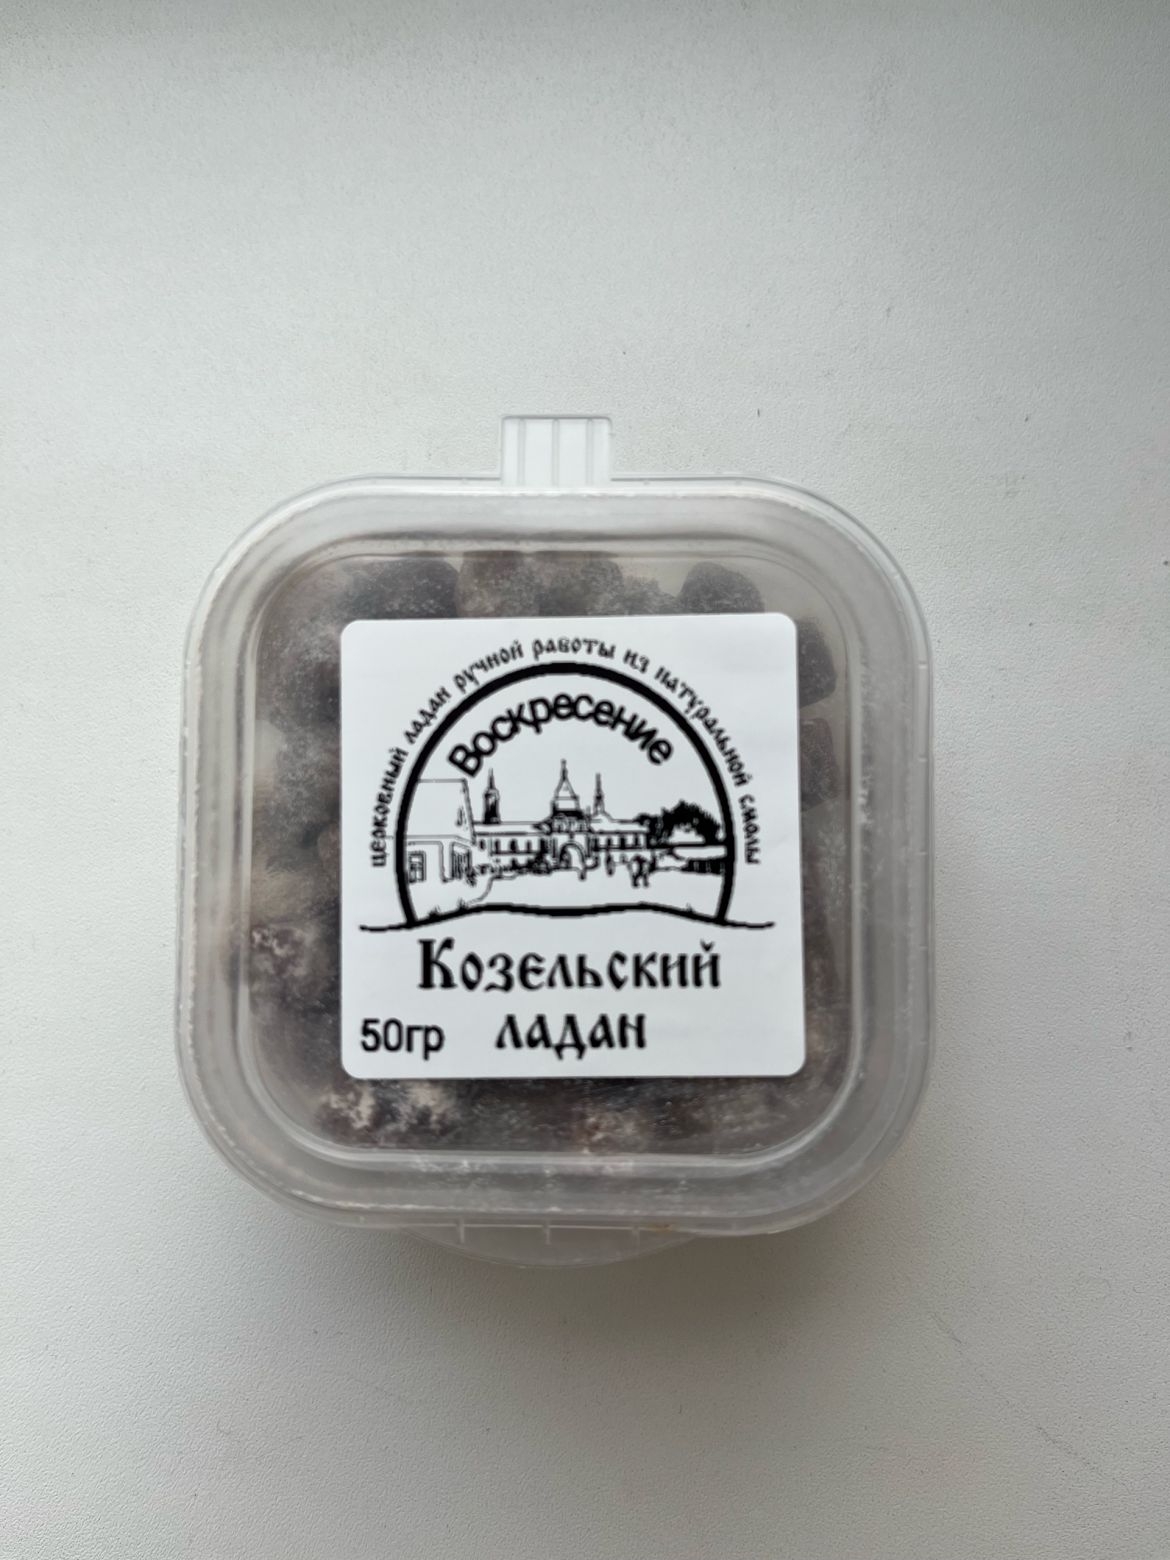 церковный ладан ручной работы из натуральной смолы
Воскресение
Козельский
50гр ладан